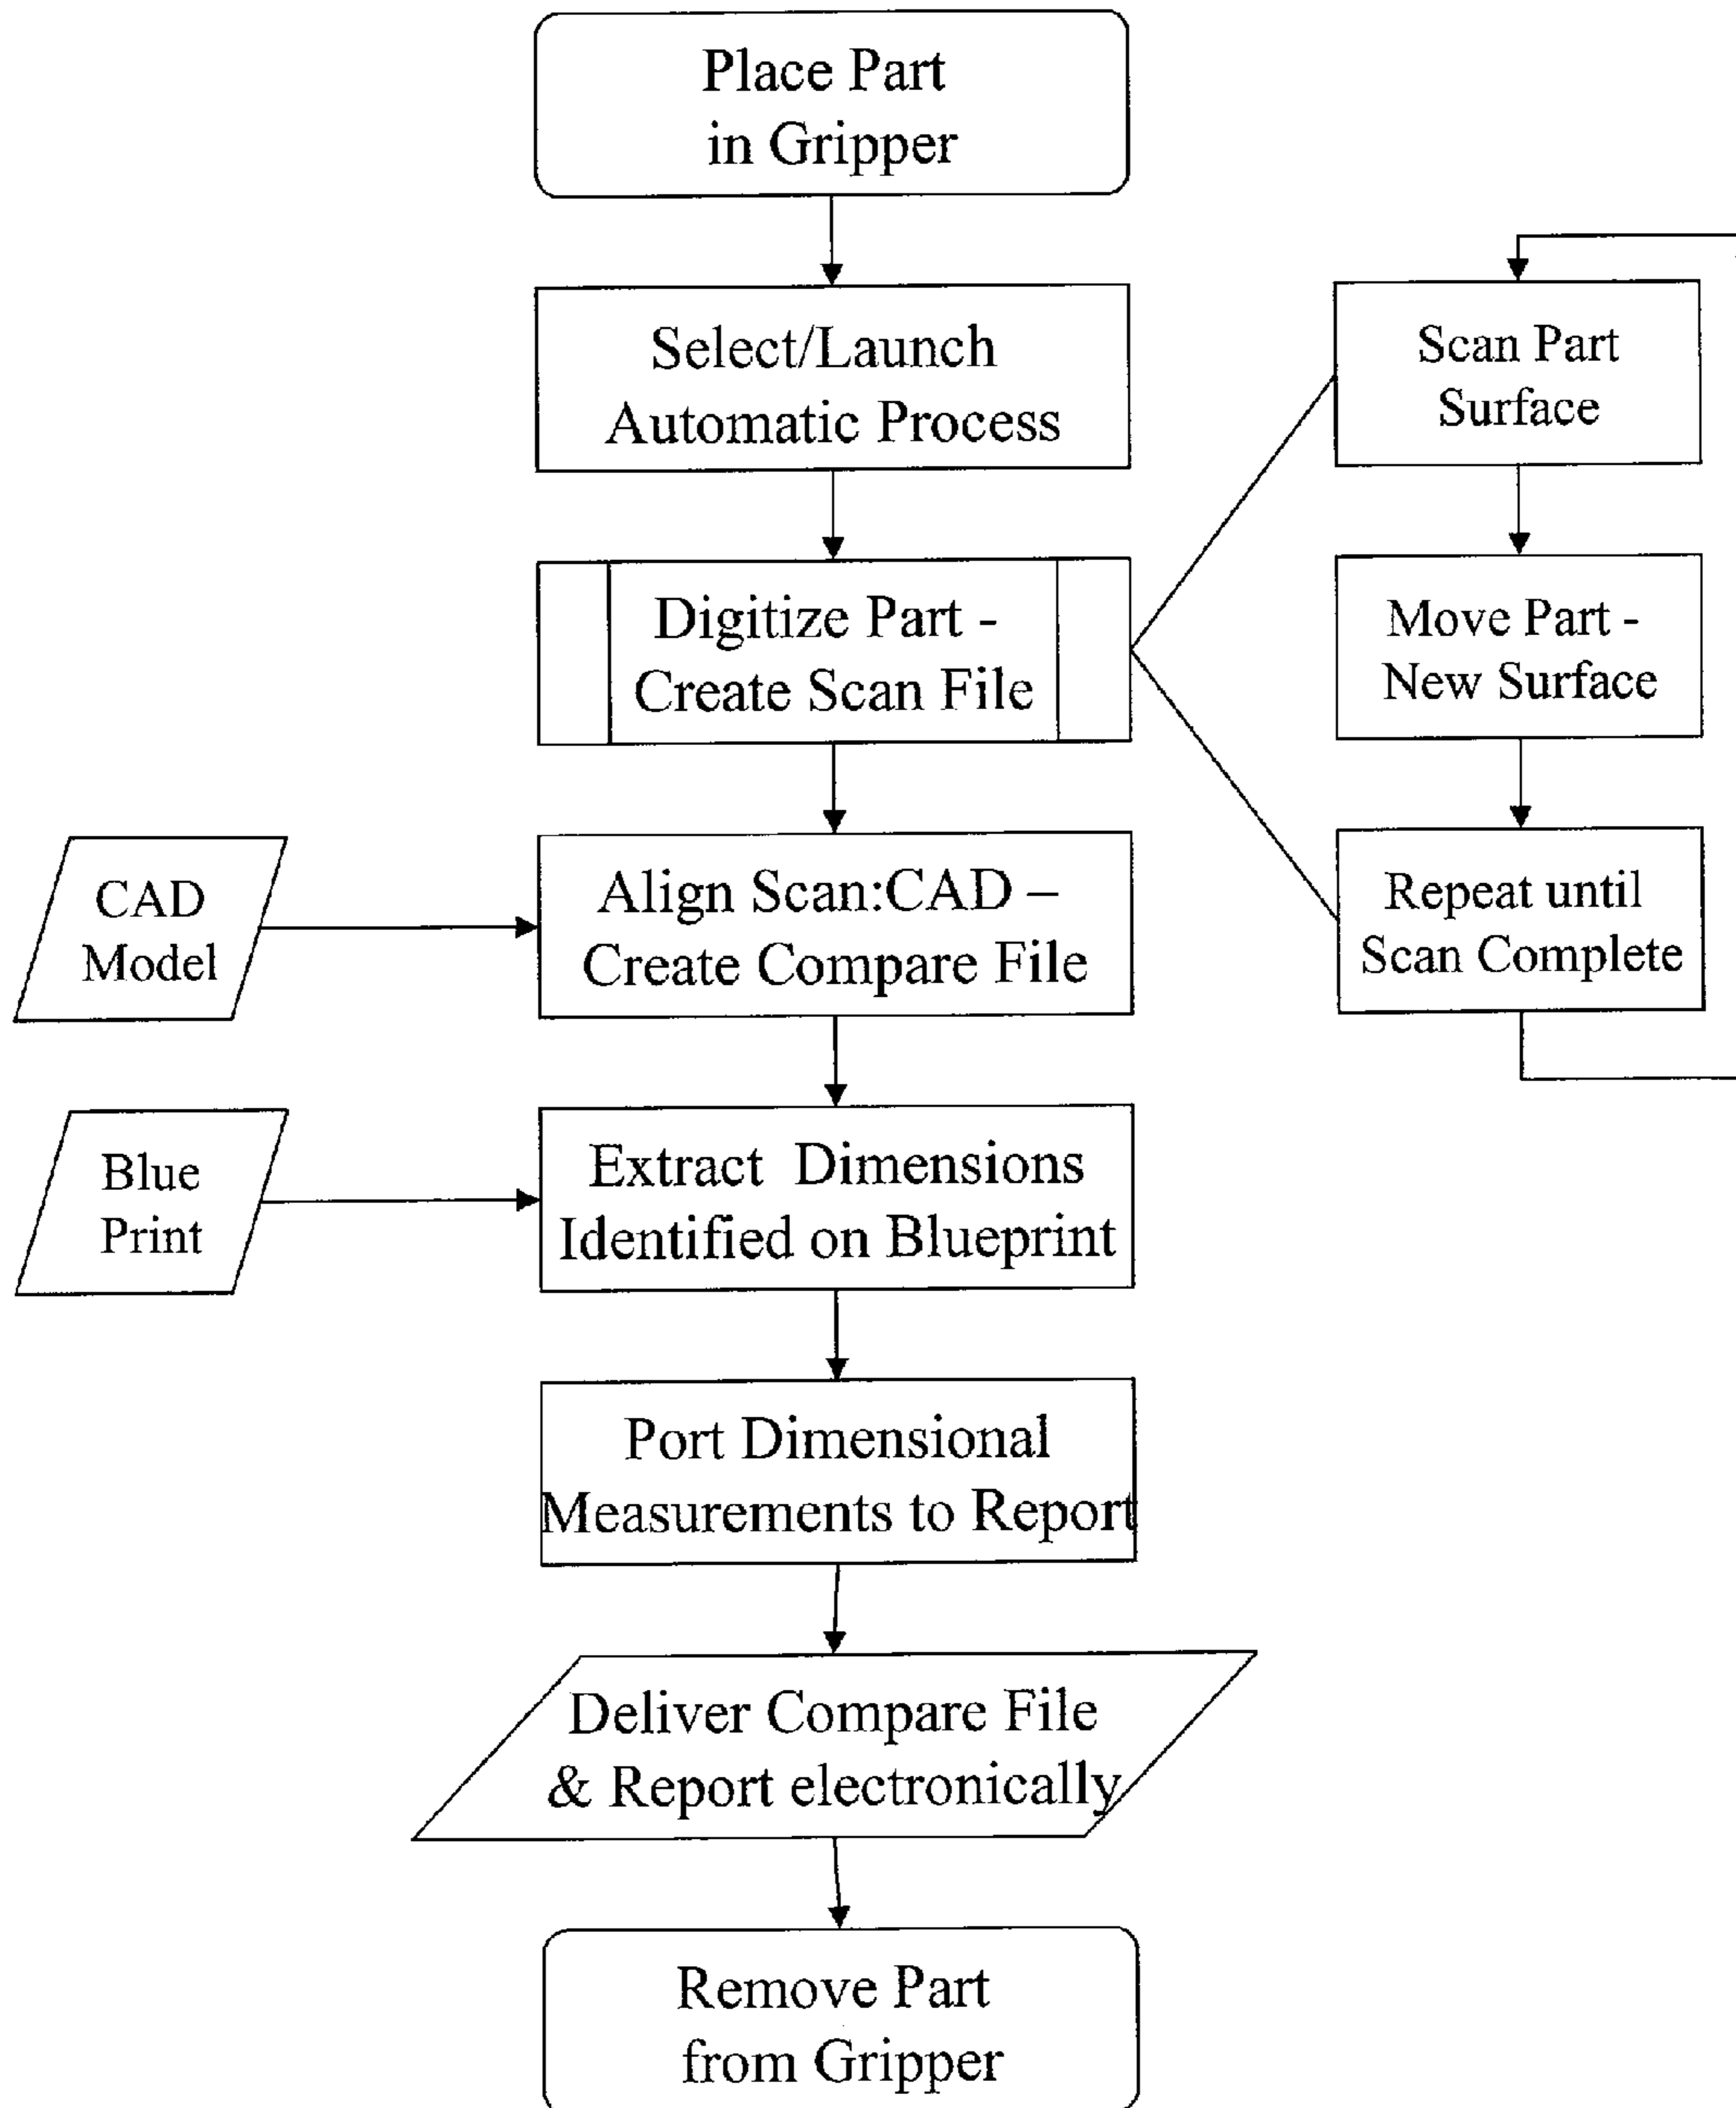 Place Part
in Gripper
Select/Launch
Automatic Process
Scan Part
Surface
Digitize Part -
Create Scan File
Move Part -
New Surface
CAD
Model
Align Scan:CAD –
Create Compare File
Repeat until
Scan Complete
Blue
Print
Extract Dimensions
Identified on Blueprint
Port Dimensional
Measurements to Report
Deliver Compare File
& Report electronically
Remove Part
from Gripper